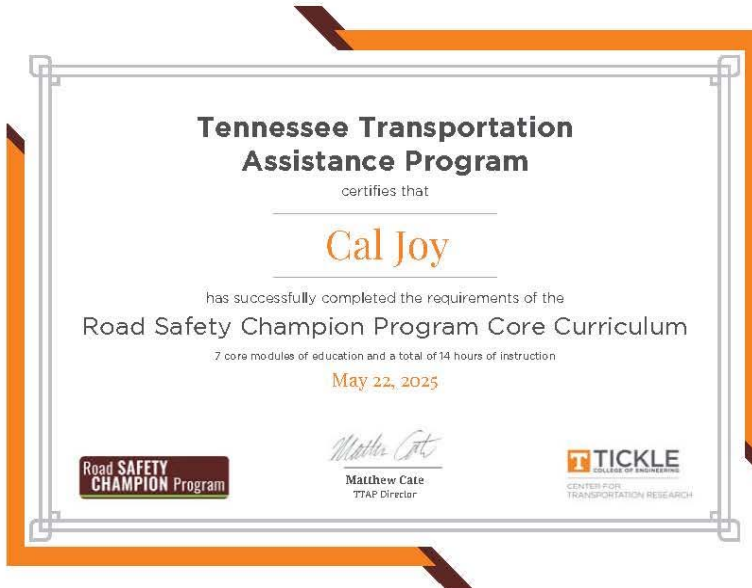 Tennessee Transportation
Assistance Program
certifies that
Cal Joy
has successfully completed the requirements of the
Road Safety Champion Program Core Curriculum
7 core modules of education and a total of 14 hours of instruction
May 22, 2025
Matthew Cate
Matthew Cate
TTAP Director
Road SAFETY
CHAMPION Program
T TICKLE
COLLEGE OF ENGINEERING
CENTER FOR
TRANSPORTATION RESEARCH